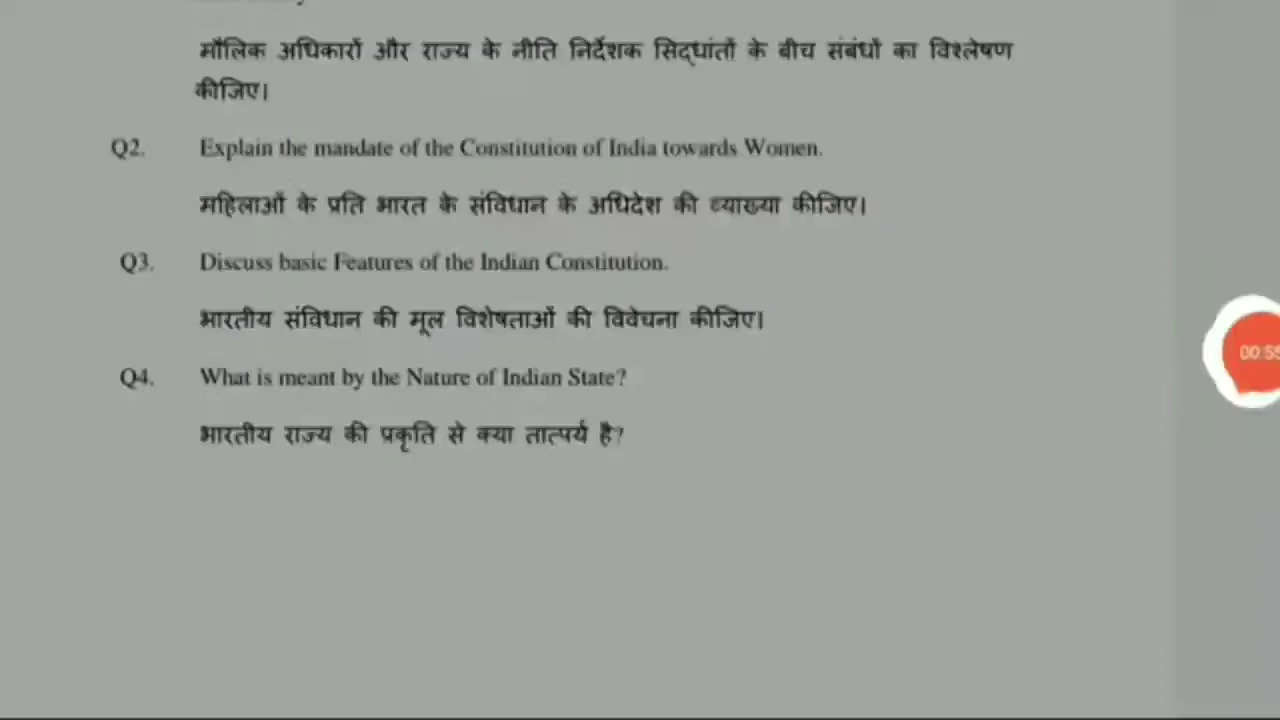 मौलिक अधिकारों और राज्य के नीति निर्देशक सिद्धांतों के बीच संबंधों का विश्लेषण
कीजिए।
Q2. Explain the mandate of the Constitution of India towards Women.
महिलाओं के प्रति भारत के संविधान के अधिदेश की व्याख्या कीजिए।
Q3. Discuss basic Features of the Indian Constitution.
भारतीय संविधान की मूल विशेषताओं की विवेचना कीजिए।
00:55
Q4. What is meant by the Nature of Indian State?
भारतीय राज्य की प्रकृति से क्या तात्पर्य है?